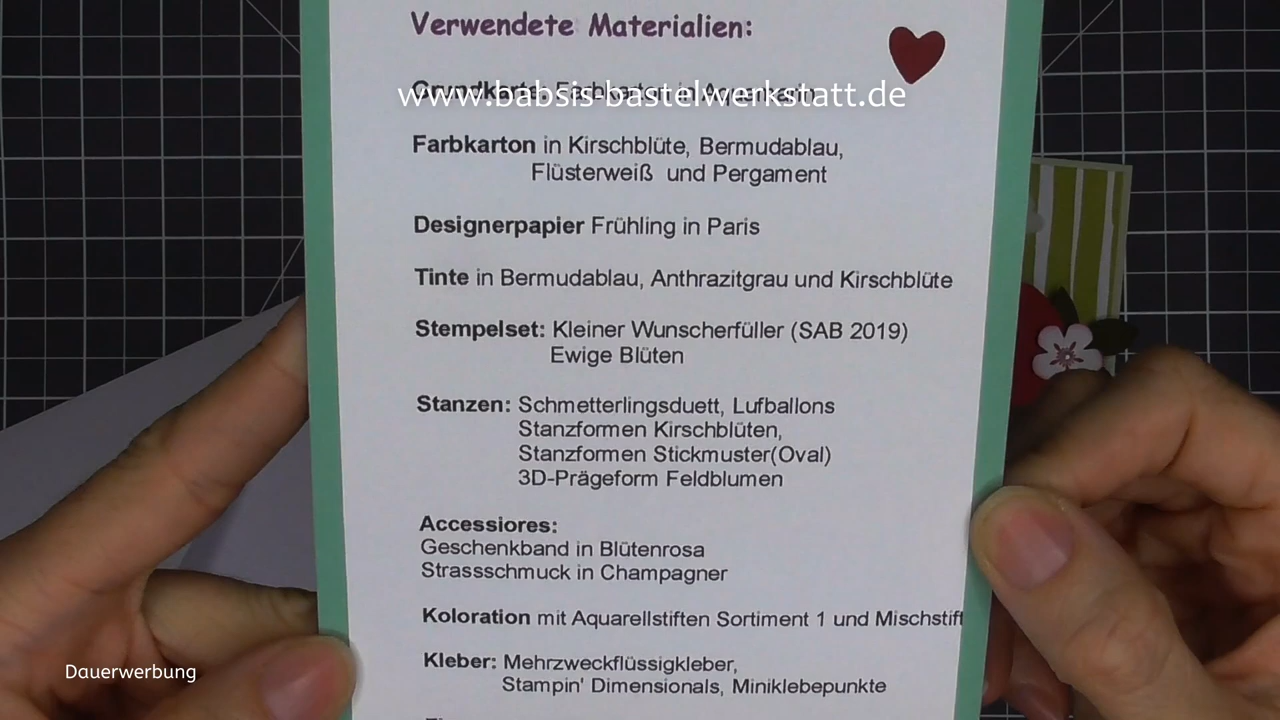 Verwendete Materialien:
Grundkarte: Farbkarton in
www.babsis-bastelwerkstatt.de
Farbkarton in Kirschblüte, Bermudablau,
Flüsterweiß und Pergament
Designerpapier Frühling in Paris
Tinte in Bermudablau, Anthrazitgrau und Kirschblüte
Stempelset: Kleiner Wunscherfüller (SAB 2019)
Ewige Blüten
Stanzen: Schmetterlingsduett, Lufballons
Stanzformen Kirschblüten,
Stanzformen Stickmuster(Oval)
3D-Prägeform Feldblumen
Accessiores:
Geschenkband in Blütenrosa
Strassschmuck in Champagner
Koloration mit Aquarellstiften Sortiment 1 und Mischstift
Kleber: Mehrzweckflüssigkleber,
Stampin' Dimensionals, Miniklebepunkte
Dauerwerbung